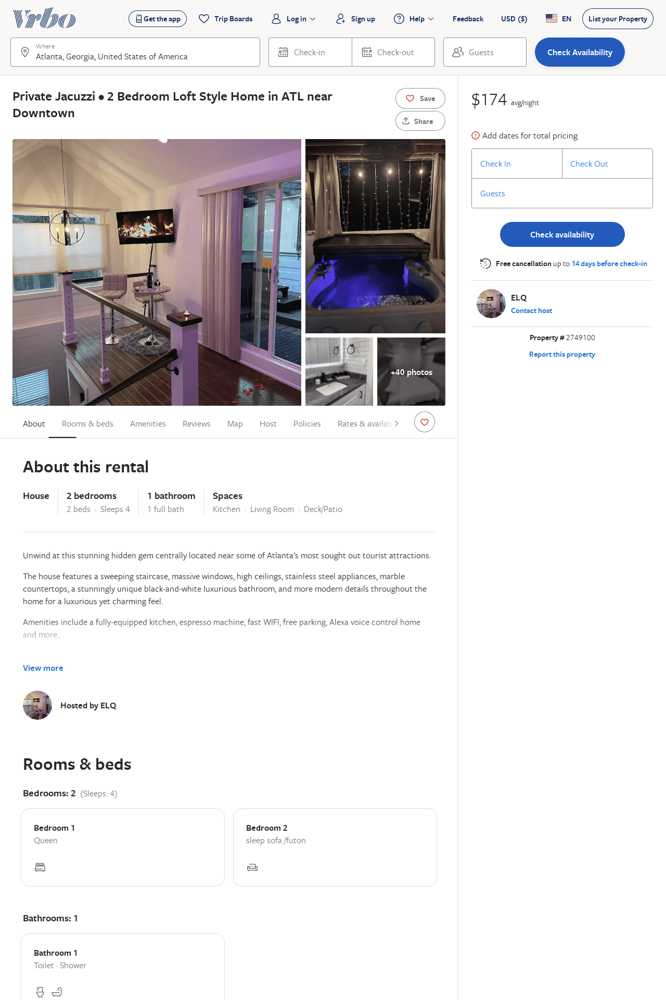 Vrbo
Get the app
Trip Boards
Log in
Sign up
Help
Feedback
USD ($)
EN
List your Property
Where
Atlanta, Georgia, United States of America
Check-in
Check-out
Guests
Check Availability
Private Jacuzzi • 2 Bedroom Loft Style Home in ATL near
Downtown
Save
Share
+40 photos
$174 avg/night
Add dates for total pricing
Check In
Check Out
Guests
Check availability
Free cancellation up to 14 days before check-in
ELQ
Contact host
Property # 2749100
Report this property
About
Rooms & beds
Amenities
Reviews
Map
Host
Policies
Rates & availab
About this rental
House
2 bedrooms
2 beds · Sleeps 4
1 bathroom
1 full bath
Spaces
Kitchen · Living Room · Deck/Patio
Unwind at this stunning hidden gem centrally located near some of Atlanta’s most sought out tourist attractions.
The house features a sweeping staircase, massive windows, high ceilings, stainless steel appliances, marble
countertops, a stunningly unique black-and-white luxurious bathroom, and more modern details throughout the
home for a luxurious yet charming feel.
Amenities include a fully-equipped kitchen, espresso machine, fast WIFI, free parking, Alexa voice control home
and more.
View more
Hosted by ELQ
Rooms & beds
Bedrooms: 2 (Sleeps: 4)
Bedroom 1
Queen
Bedroom 2
sleep sofa /futon
Bathrooms: 1
Bathroom 1
Toilet · Shower